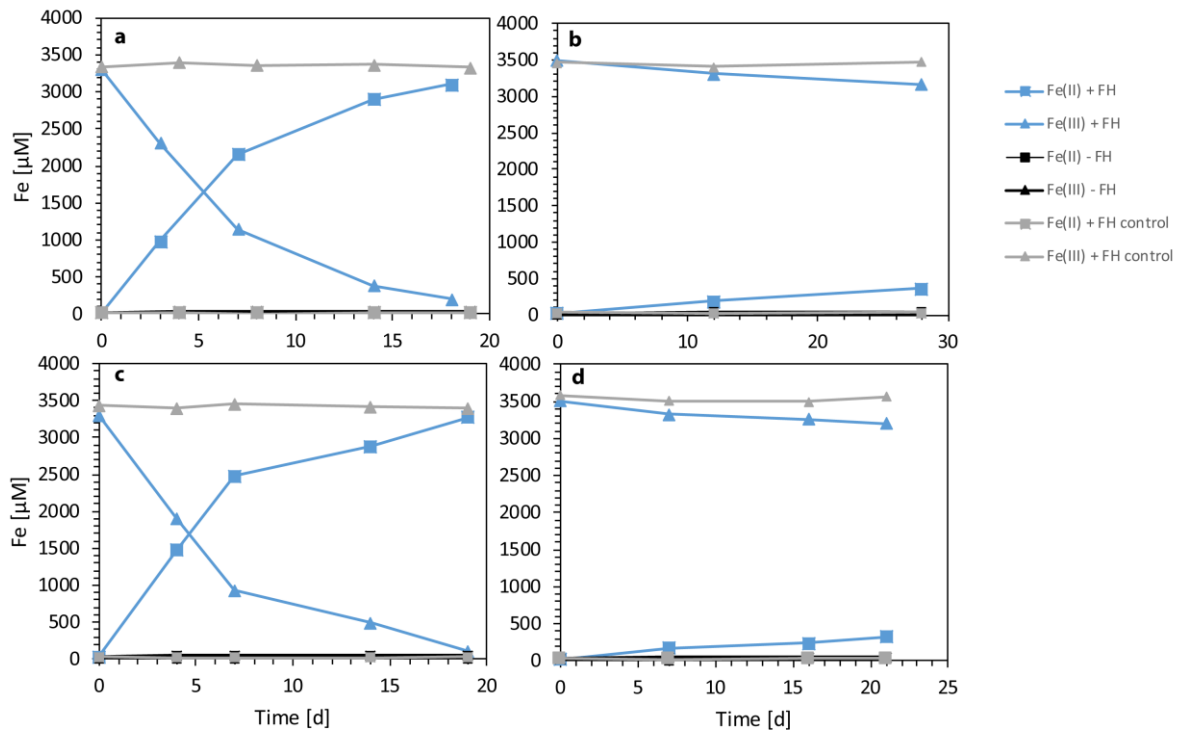 4000
3500
3000
2500
2000
1500
1000
500
0
Fe [µM]
a
0 5 10 15 20
4000
3500
3000
2500
2000
1500
1000
500
0
b
0 10 20 30
Fe(II) + FH
Fe(III) + FH
Fe(II) - FH
Fe(III) - FH
Fe(II) + FH control
Fe(III) + FH control
4000
3500
3000
2500
2000
1500
1000
500
0
Fe [µM]
c
0 5 10 15 20
Time [d]
4000
3500
3000
2500
2000
1500
1000
500
0
d
0 5 10 15 20 25
Time [d]